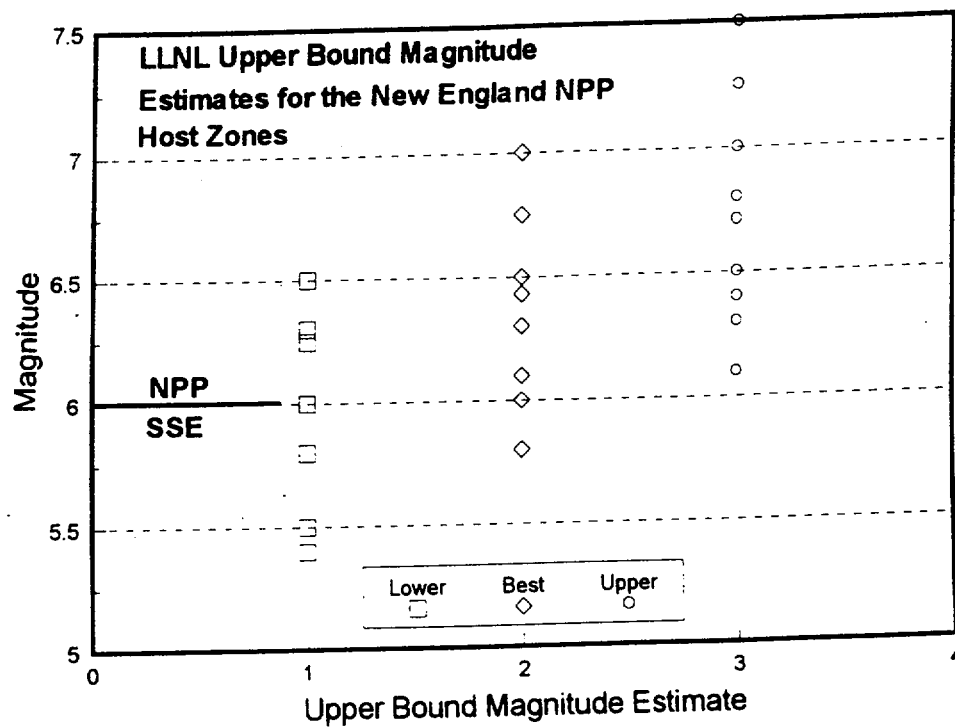 7.5
LLNL Upper Bound Magnitude
Estimates for the New England NPP
Host Zones
7
6.5
Magnitude
NPP
6
SSE
5.5
Lower Best Upper
5
0 1 2 3 4
Upper Bound Magnitude Estimate